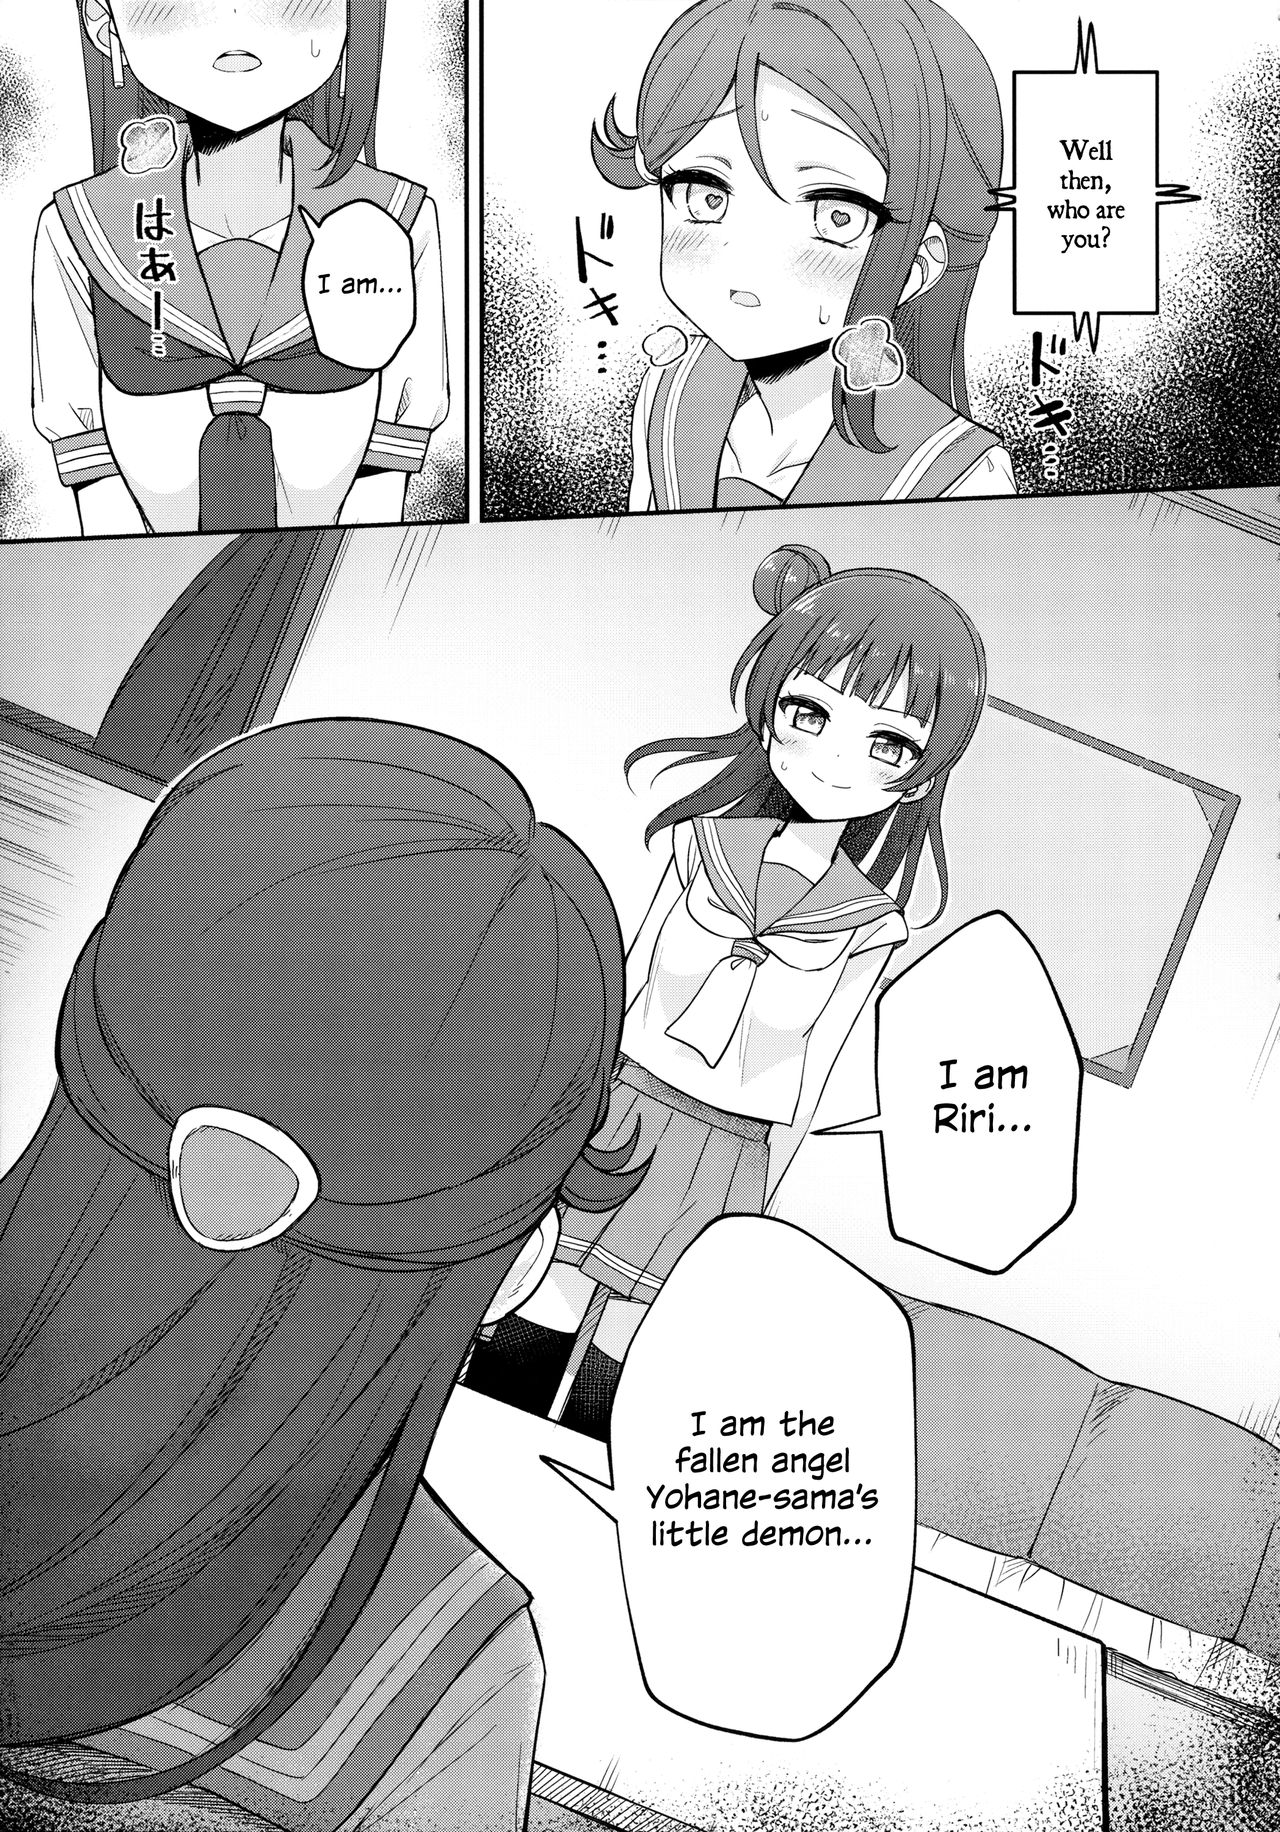 Well
then,
who are
you?
ドキ…
ドキ…
I am...
はぁー…
I am
Riri...
I am the
fallen angel
Yohane-sama's
little demon...